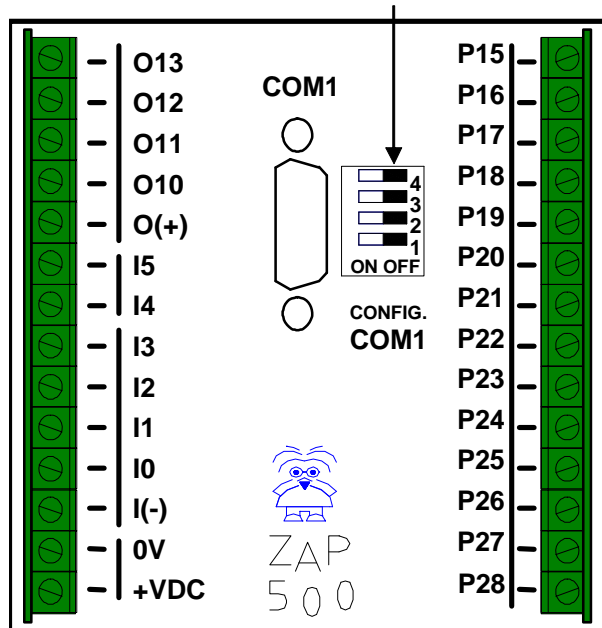 O13
O12
O11
O10
O(+)
I5
I4
I3
I2
I1
I0
I(-)
0V
+VDC
COM1
4
3
2
1
ON OFF
CONFIG.
COM1
ZAP
500
P15
P16
P17
P18
P19
P20
P21
P22
P23
P24
P25
P26
P27
P28